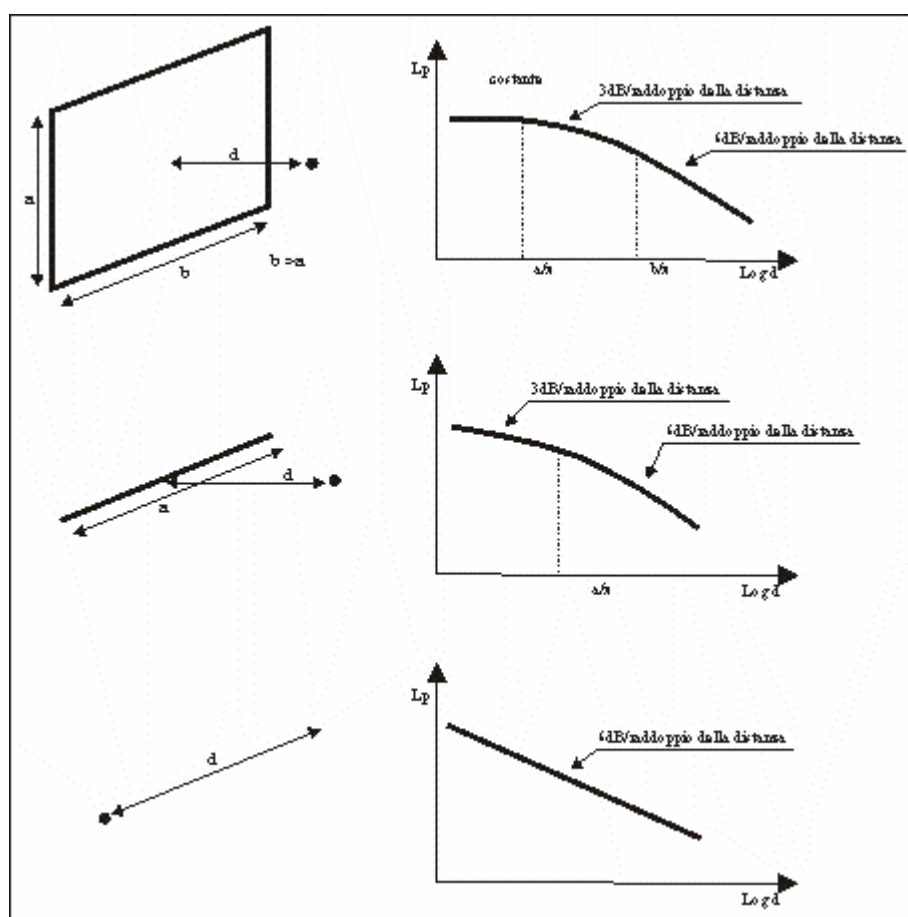 Lp
costante
3dB/raddoppio della distanza
6dB/raddoppio della distanza
d
a
b
b >a
a/π
b/π
Log d
Lp
3dB/raddoppio della distanza
6dB/raddoppio della distanza
d
a
a/π
Log d
Lp
6dB/raddoppio della distanza
d
Log d